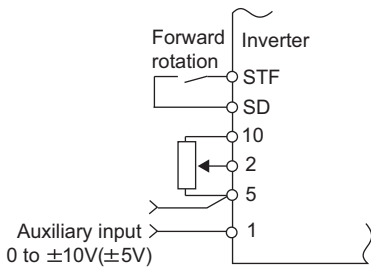 Forward
rotation
Inverter
STF
SD
10
2
5
1
Auxiliary input
0 to ±10V(±5V)